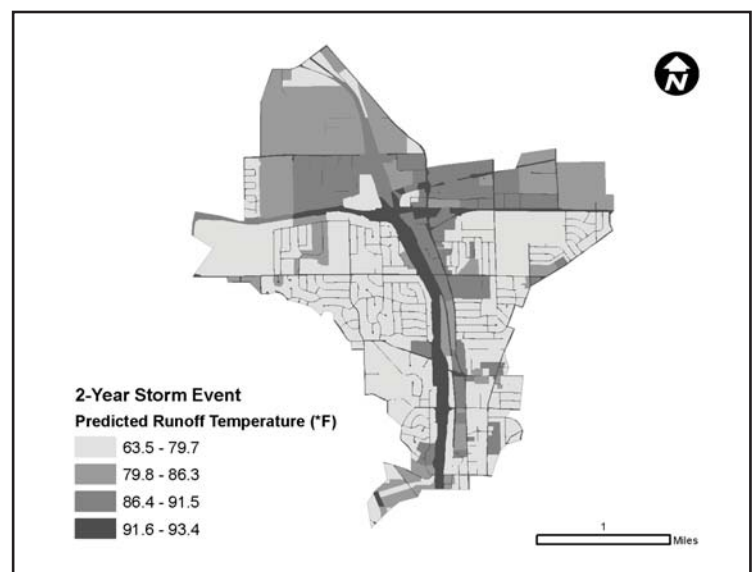 N
2-Year Storm Event
Predicted Runoff Temperature (*F)
63.5 - 79.7
79.8 - 86.3
86.4 - 91.5
91.6 - 93.4
1
Miles